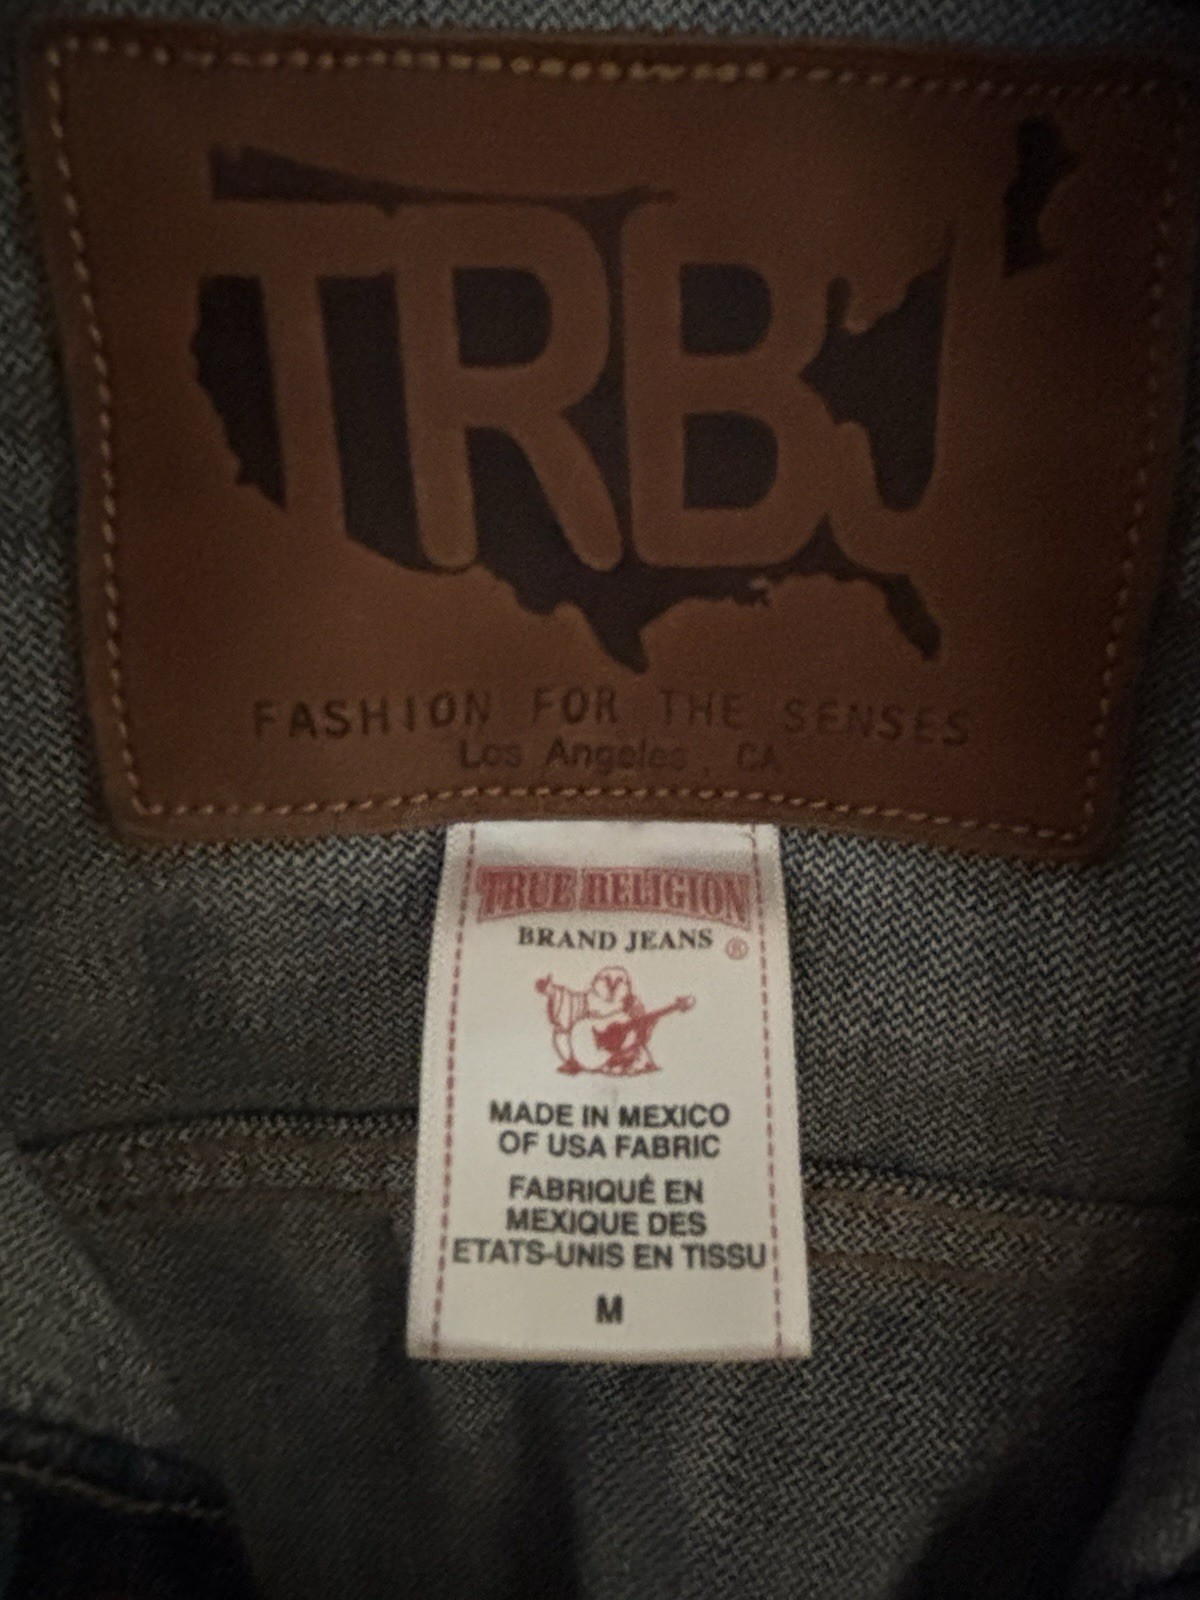 TRBJ
FASHION FOR THE SENSES
Los Angeles, CA
TRUE RELIGION
BRAND JEANS ®
MADE IN MEXICO
OF USA FABRIC
FABRIQUÉ EN
MEXIQUE DES
ETATS-UNIS EN TISSU
M